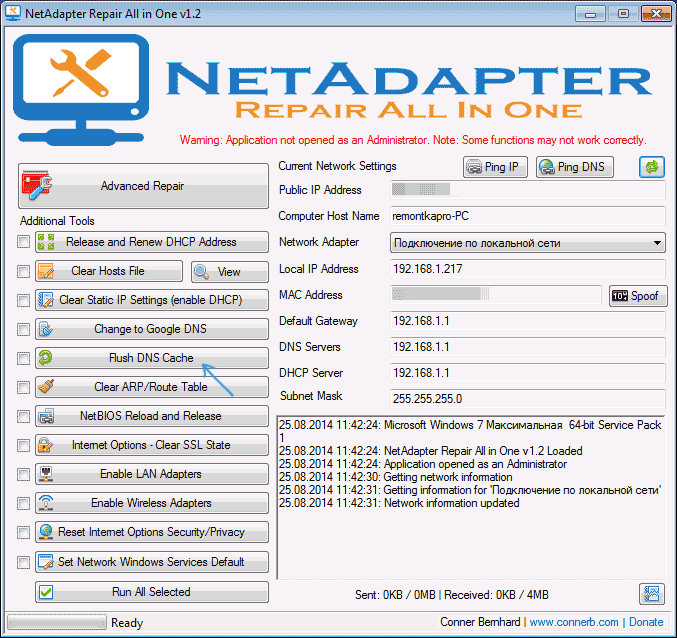 NetAdapter Repair All in One v1.2
NETADAPTER
REPAIR ALL IN ONE
Warning: Application not opened as an Administrator. Note: Some functions may not work correctly.
Advanced Repair
Additional Tools
Release and Renew DHCP Address
Clear Hosts File
View
Clear Static IP Settings (enable DHCP)
Change to Google DNS
Flush DNS Cache
Clear ARP/Route Table
NetBIOS Reload and Release
Internet Options - Clear SSL State
Enable LAN Adapters
Enable Wireless Adapters
Reset Internet Options Security/Privacy
Set Network Windows Services Default
Run All Selected
Current Network Settings
Ping IP
Ping DNS
Public IP Address
Computer Host Name remontkapro-PC
Network Adapter Подключение по локальной сети
Local IP Address 192.168.1.217
MAC Address
Spoof
Default Gateway 192.168.1.1
DNS Servers 192.168.1.1
DHCP Server 192.168.1.1
Subnet Mask 255.255.255.0
25.08.2014 11:42:24: Microsoft Windows 7 Максимальная 64-bit Service Pack
1
25.08.2014 11:42:24: NetAdapter Repair All in One v1.2 Loaded
25.08.2014 11:42:24: Application opened as an Administrator
25.08.2014 11:42:30: Getting network information
25.08.2014 11:42:31: Getting information for 'Подключение по локальной сети'
25.08.2014 11:42:31: Network information updated
Sent: 0KB / 0MB | Received: 0KB / 4MB
Ready
Conner Bernhard | www.connerb.com | Donate